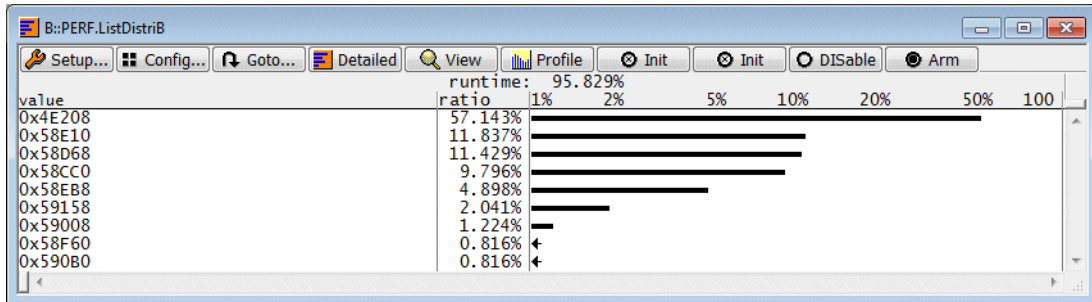 B::PERF.ListDistriB
Setup... Config... Goto... Detailed View Profile Init Init DISable Arm
runtime: 95.829%
value ratio 1% 2% 5% 10% 20% 50% 100
0x4E208 57.143%
0x58E10 11.837%
0x58D68 11.429%
0x58CC0 9.796%
0x58EB8 4.898%
0x59158 2.041%
0x59008 1.224%
0x58F60 0.816%
0x590B0 0.816%